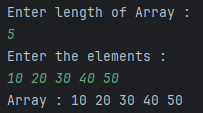 Enter length of Array :
5
Enter the elements :
10 20 30 40 50
Array : 10 20 30 40 50